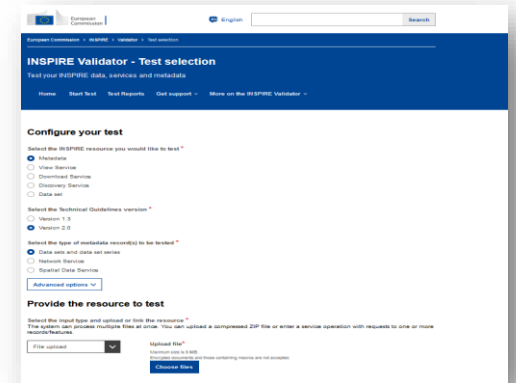 European
Commission
English
Search
European Commission > INSPIRE > Validator > Test selection
INSPIRE Validator - Test selection
Test your INSPIRE data, services and metadata
Home Start Test Test Reports Get support More on the INSPIRE Validator
Configure your test
Select the INSPIRE resource you would like to test *
Metadata
View Service
Download Service
Discovery Service
Data set
Select the Technical Guidelines version *
Version 1.3
Version 2.0
Select the type of metadata record(s) to be tested *
Data sets and data set series
Network Service
Spatial Data Service
Advanced options
Provide the resource to test
Select the input type and upload or link the resource *
The system can process multiple files at once. You can upload a compressed ZIP file or enter a service operation with requests to one or more
records/features.
File upload
Upload file*
Maximum size is 5 MB
Encrypted documents and those containing macros are not accepted
Choose files